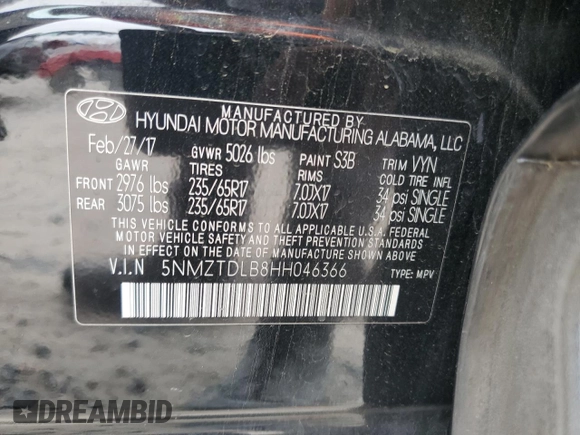 MANUFACTURED BY
HYUNDAI MOTOR MANUFACTURING ALABAMA, LLC
Feb/27/17 GVWR 5026 lbs PAINT S3B TRIM VYN
GAWR TIRES RIMS COLD TIRE INFL
FRONT 2976 lbs 235/65R17 7.0JX17 34 psi SINGLE
REAR 3075 lbs 235/65R17 7.0JX17 34 psi SINGLE
THIS VEHICLE CONFORMS TO ALL APPLICABLE U.S.A. FEDERAL
MOTOR VEHICLE SAFETY, BUMPER, AND THEFT PREVENTION
STANDARDS IN EFFECT ON THE DATE OF MANUFACTURE SHOWN ABOVE.
V.I.N 5NMZTDLB8HH046366 TYPE: MPV
DREAMBID